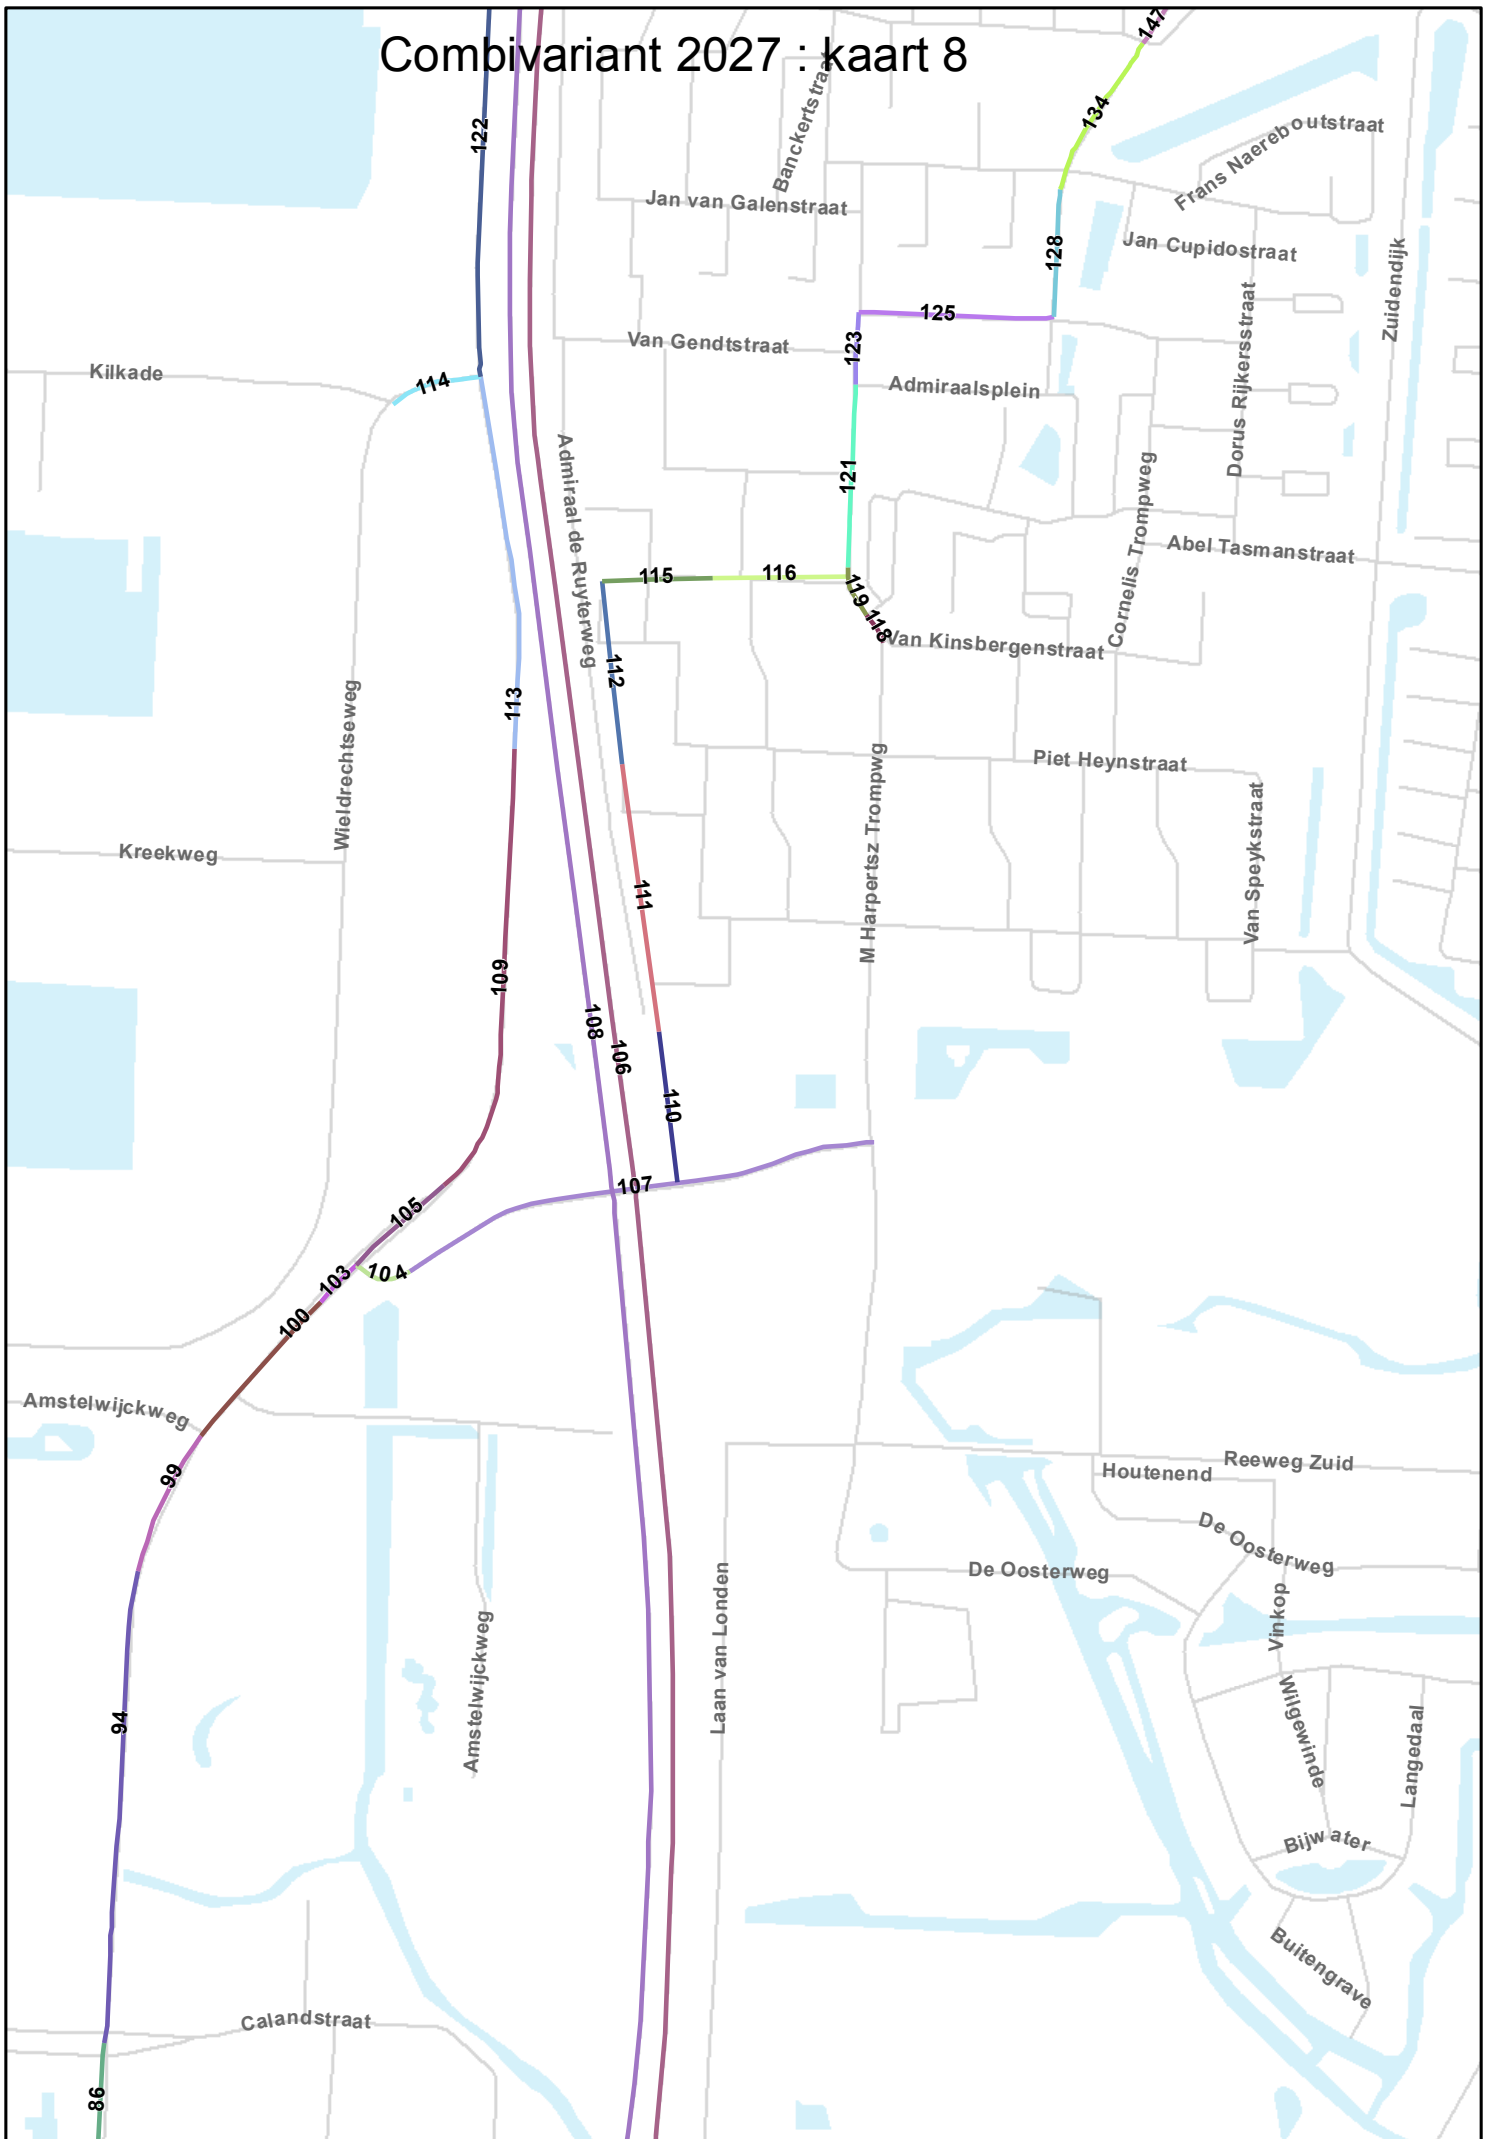 Combivariant 2027 : kaart 8
147
122
134
Banckertstraat
Frans Naereboutstraat
Jan van Galenstraat
128
Jan Cupidostraat
Zuidendijk
125
Van Gendtstraat
123
Dorus Rijkersstraat
Kilkade
114
Admiraalsplein
121
Admiraal de Ruyterweg
Cornelis Trompweg
Abel Tasmanstraat
115
116
119
118
Van Kinsbergenstraat
112
113
Wieldrechtseweg
Piet Heynstraat
M Harpertsz Trompwg
Van Speykstraat
Kreekweg
111
109
108
106
110
107
105
104
103
100
Amstelwijckweg
99
Reeweg Zuid
Houtenend
De Oosterweg
De Oosterweg
Laan van Londen
Vinkop
Amstelwijckweg
94
Wilgewinde
Langedaal
Bijwater
Buitengrave
Calandstraat
86